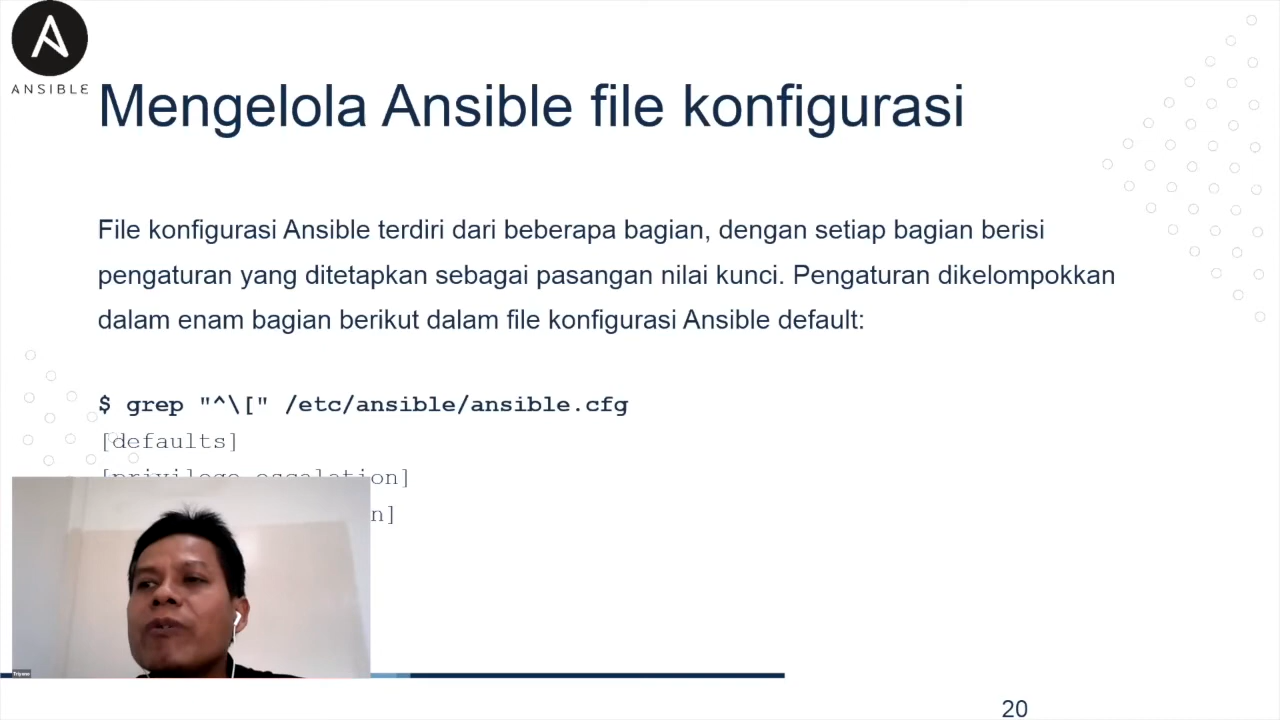 ANSIBLE
Mengelola Ansible file konfigurasi
File konfigurasi Ansible terdiri dari beberapa bagian, dengan setiap bagian berisi
pengaturan yang ditetapkan sebagai pasangan nilai kunci. Pengaturan dikelompokkan
dalam enam bagian berikut dalam file konfigurasi Ansible default:
$ grep "^\[" /etc/ansible/ansible.cfg
[defaults]
[privilege_escalation]
n]
Triyono
20